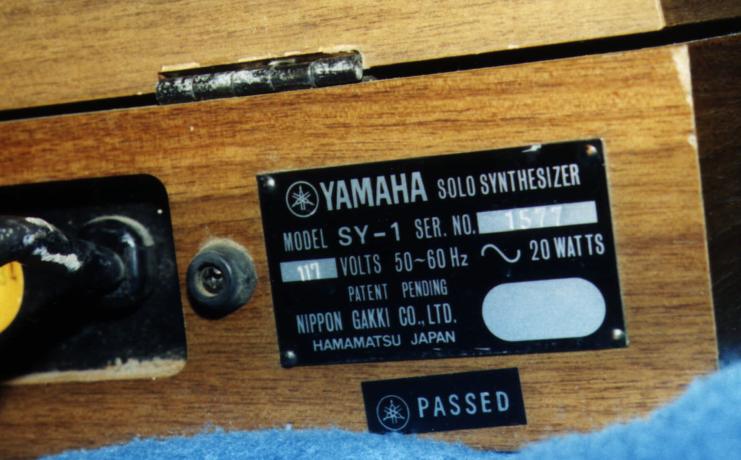 YAMAHA SOLO SYNTHESIZER
MODEL SY-1 SER. NO. 1577
117 VOLTS 50~60 Hz 20 WATTS
PATENT PENDING
NIPPON GAKKI CO., LTD.
HAMAMATSU JAPAN
PASSED